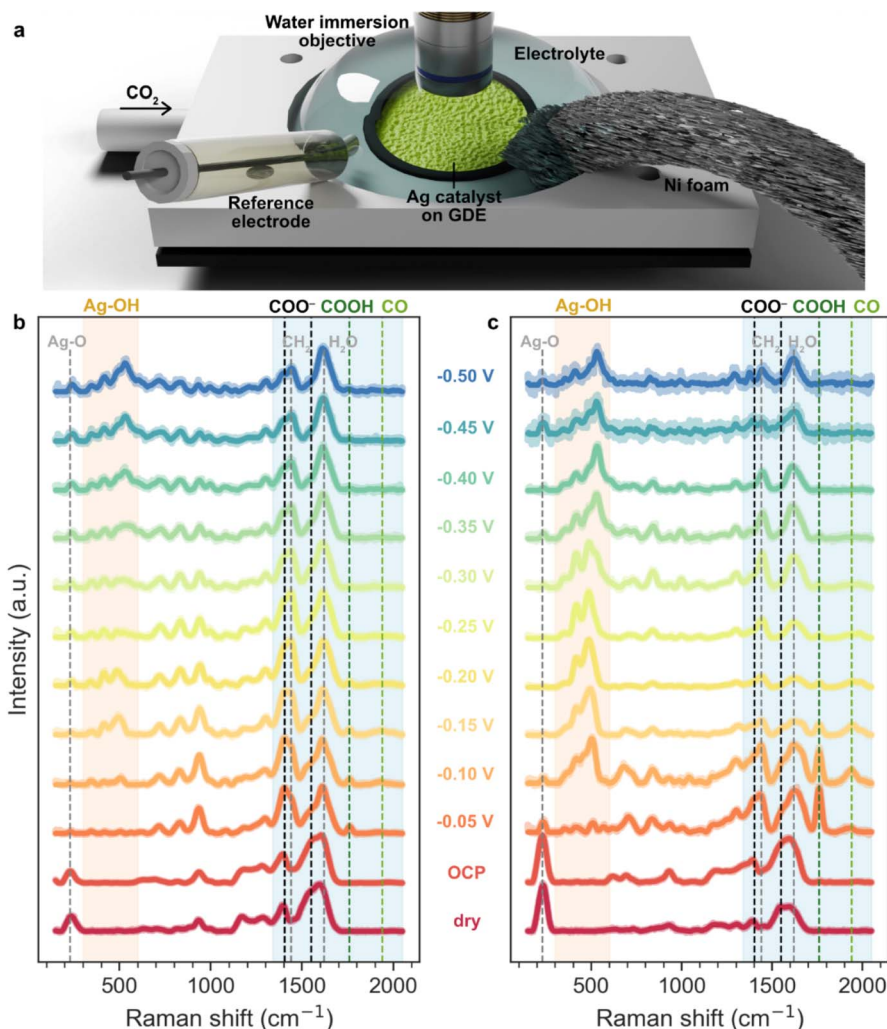 a
Water immersion
objective
Electrolyte
CO₂
Reference
electrode
Ag catalyst
on GDE
Ni foam
b
Ag-OH
COO⁻
COOH
CO
Ag-O
CH₂
H₂O
c
Ag-OH
COO⁻
COOH
CO
Ag-O
CH₂
H₂O
-0.50 V
-0.45 V
-0.40 V
-0.35 V
-0.30 V
-0.25 V
-0.20 V
-0.15 V
-0.10 V
-0.05 V
OCP
dry
Intensity (a.u.)
500
1000
1500
2000
500
1000
1500
2000
Raman shift (cm⁻¹)
Raman shift (cm⁻¹)